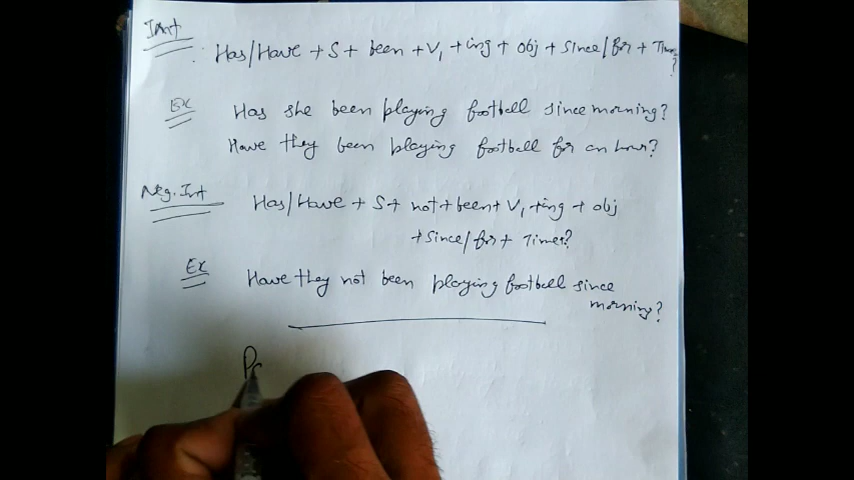 Int
Has/Have + S + been + V1 + ing + obj + Since/for + Time?
Ex
Has she been playing football since morning?
Have they been playing football for an hour?
Neg. Int
Has/Have + S + not + been + V1 + ing + obj
+ Since/for + Time?
Ex
Have they not been playing football since
morning?